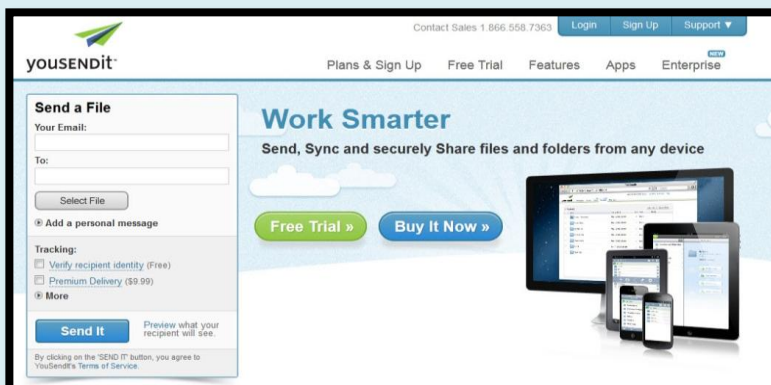 Contact Sales 1.866.558.7363
Login
Sign Up
Support ▼
yousendit
NEW
Plans & Sign Up
Free Trial
Features
Apps
Enterprise
Send a File
Your Email:
To:
Select File
Add a personal message
Tracking:
Verify recipient identity (Free)
Premium Delivery ($9.99)
More
Send It
Preview what your
recipient will see.
By clicking on the 'SEND IT' button, you agree to
YouSendIt's Terms of Service.
Work Smarter
Send, Sync and securely Share files and folders from any device
Free Trial »
Buy It Now »